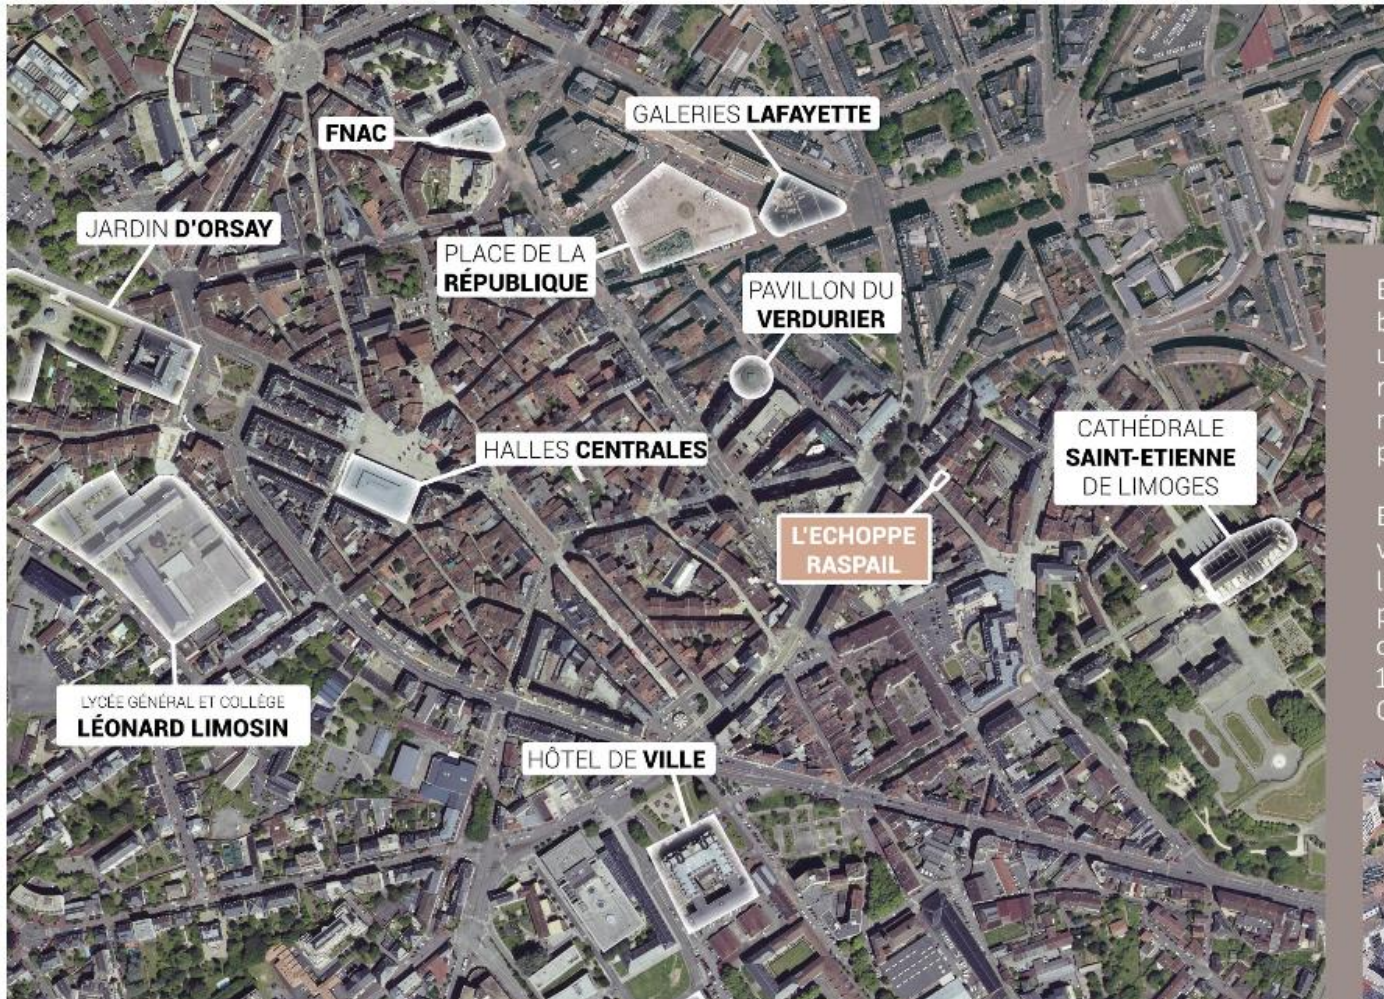 GALERIES LAFAYETTE
FNAC
JARDIN D'ORSAY
PLACE DE LA
RÉPUBLIQUE
PAVILLON DU
VERDURIER
CATHÉDRALE
SAINT-ETIENNE
DE LIMOGES
HALLES CENTRALES
L'ECHOPPE
RASPAIL
LYCÉE GÉNÉRAL ET COLLÈGE
LÉONARD LIMOSIN
HÔTEL DE VILLE